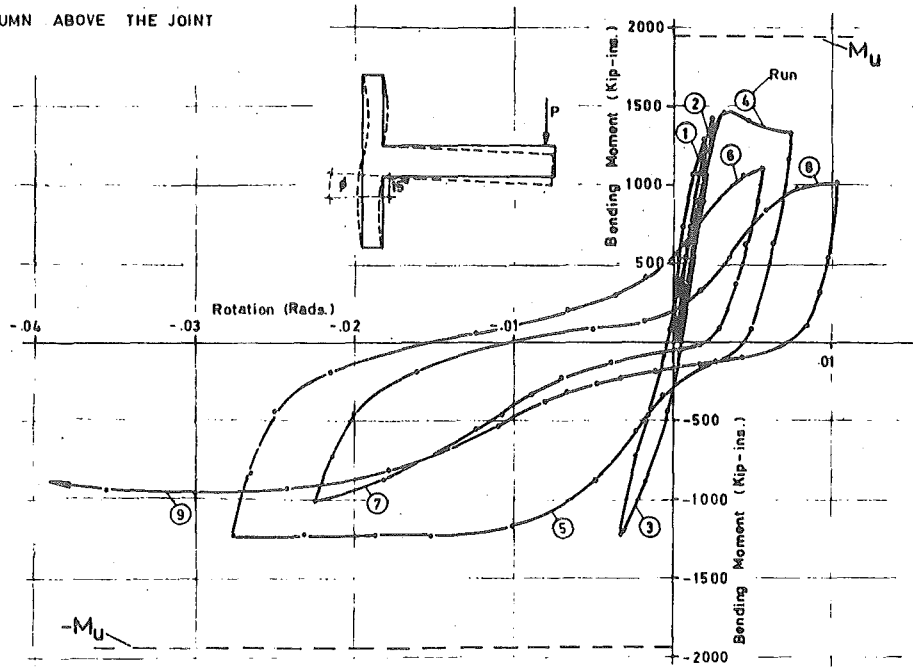 UMN ABOVE THE JOINT
2000
Mu
Bending Moment (Kip-ins.)
Run
1500
2
4
1
P
6
8
1000
15"
500
Rotation (Rads.)
-.04
-.03
-.02
-.01
.01
-500
-1000
9
7
5
3
-1500
Bending Moment (Kip-ins.)
-Mu
-2000